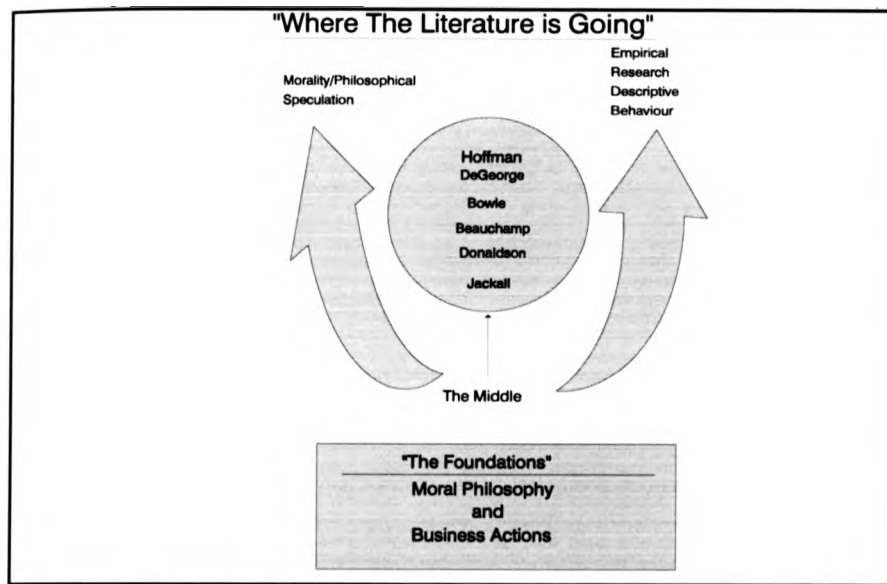 "Where The Literature is Going"
Morality/Philosophical
Speculation
Empirical
Research
Descriptive
Behaviour
Hoffman
DeGeorge
Bowie
Beauchamp
Donaldson
Jackall
The Middle
"The Foundations"
Moral Philosophy
and
Business Actions